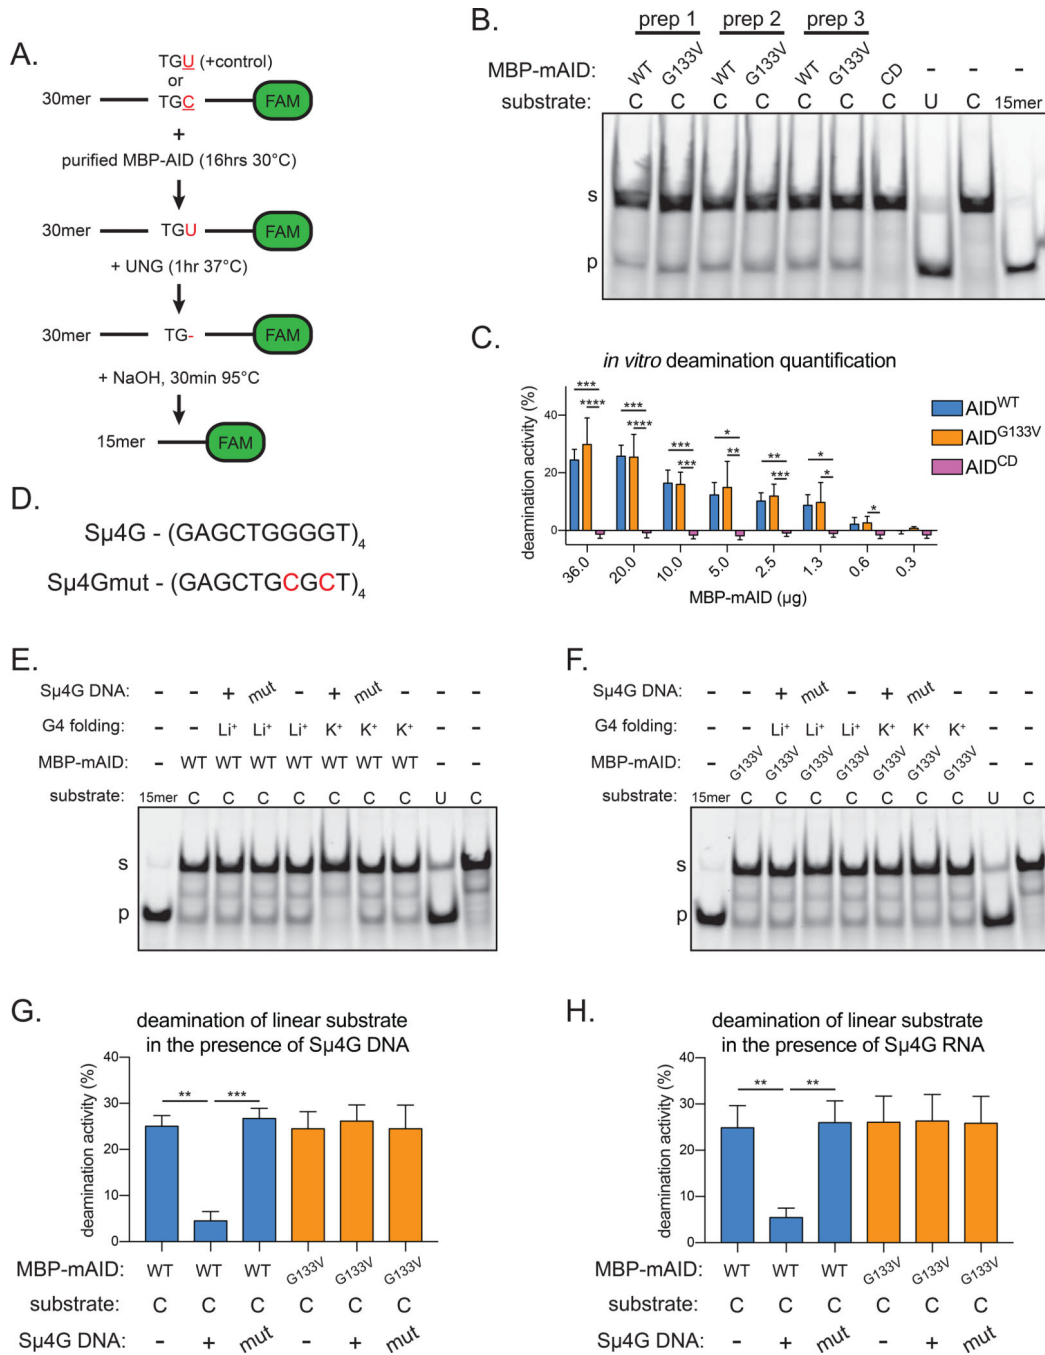 A.
TGU (+control)
or
30mer TGC FAM
+
purified MBP-AID (16hrs 30°C)
30mer TGU FAM
+ UNG (1hr 37°C)
30mer TG- FAM
+ NaOH, 30min 95°C
15mer FAM
B.
prep 1 prep 2 prep 3
MBP-mAID: WT G133V WT G133V WT G133V CD - - -
substrate: C C C C C C C U C 15mer
s
p
C.
in vitro deamination quantification
deamination activity (%)
40
20
0
*** *** *** * ** *
**** **** *** ** *** * *
36.0 20.0 10.0 5.0 2.5 1.3 0.6 0.3
MBP-mAID (µg)
AIDWT
AIDG133V
AIDCD
D.
Sµ4G - (GAGCTGGGGT)4
Sµ4Gmut - (GAGCTGCGCT)4
E.
Sµ4G DNA: - - + mut - + mut - - -
G4 folding: - - Li+ Li+ Li+ K+ K+ K+ - -
MBP-mAID: - WT WT WT WT WT WT WT - -
substrate: 15mer C C C C C C C U C
s
p
F.
Sµ4G DNA: - - + mut - + mut - - -
G4 folding: - - Li+ Li+ Li+ K+ K+ K+ - -
MBP-mAID: - G133V G133V G133V G133V G133V G133V G133V - -
substrate: 15mer C C C C C C C U C
s
p
G.
deamination of linear substrate
in the presence of Sµ4G DNA
deamination activity (%)
40
30
20
10
0
** ***
MBP-mAID: WT WT WT G133V G133V G133V
substrate: C C C C C C
Sµ4G DNA: - + mut - + mut
H.
deamination of linear substrate
in the presence of Sµ4G RNA
deamination activity (%)
40
30
20
10
0
** **
MBP-mAID: WT WT WT G133V G133V G133V
substrate: C C C C C C
Sµ4G DNA: - + mut - + mut